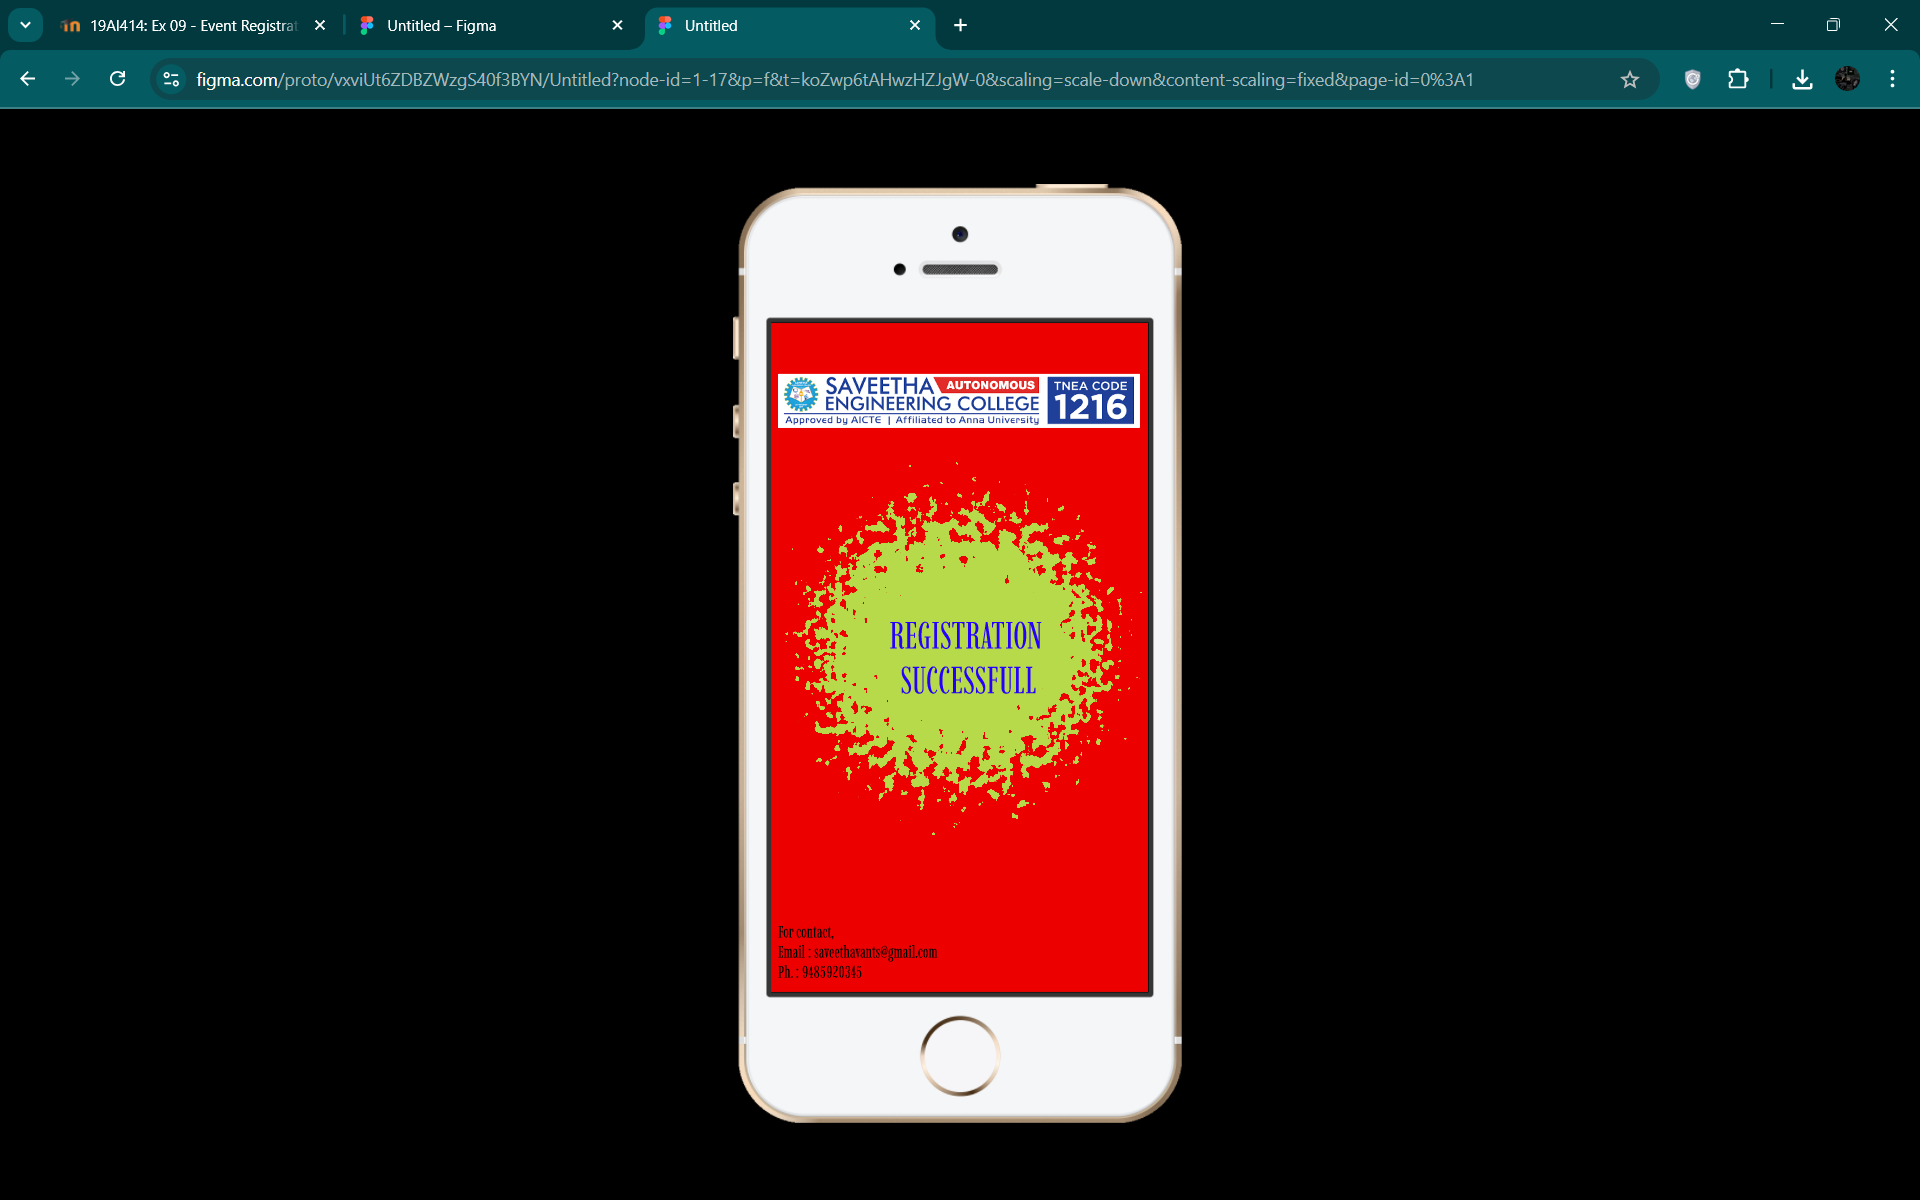 19AI414: Ex 09 - Event Registrat
Untitled – Figma
Untitled
figma.com/proto/vxviUt6ZDBZWzgS40f3BYN/Untitled?node-id=1-17&p=f&t=koZwp6tAHwzHZJgW-0&scaling=scale-down&content-scaling=fixed&page-id=0%3A1
SAVEETHA AUTONOMOUS
ENGINEERING COLLEGE
Approved by AICTE | Affiliated to Anna University
TNEA CODE
1216
REGISTRATION
SUCCESSFULL
For contact,
Email : saveethavants@gmail.com
Ph. : 9485920345